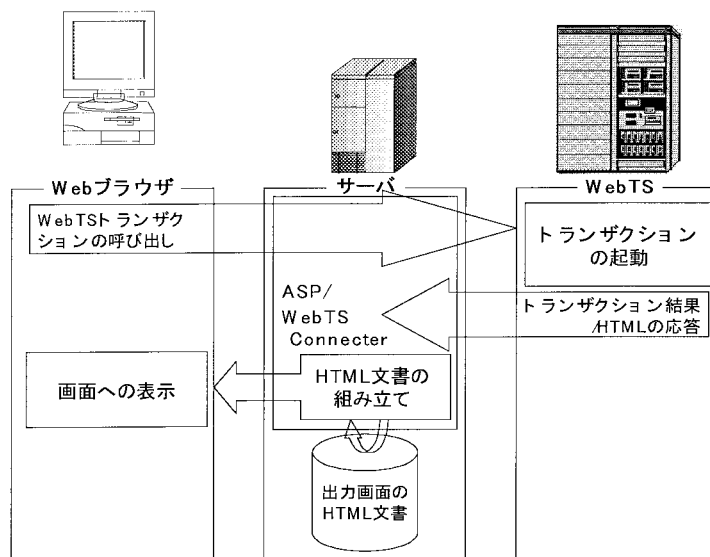 Webブラウザ
サーバ
WebTS
WebTSトランザク
ションの呼び出し
トランザクション
の起動
ASP/
WebTS
Connecter
トランザクション結果
/HTMLの応答
画面への表示
HTML文書の
組み立て
出力画面の
HTML文書